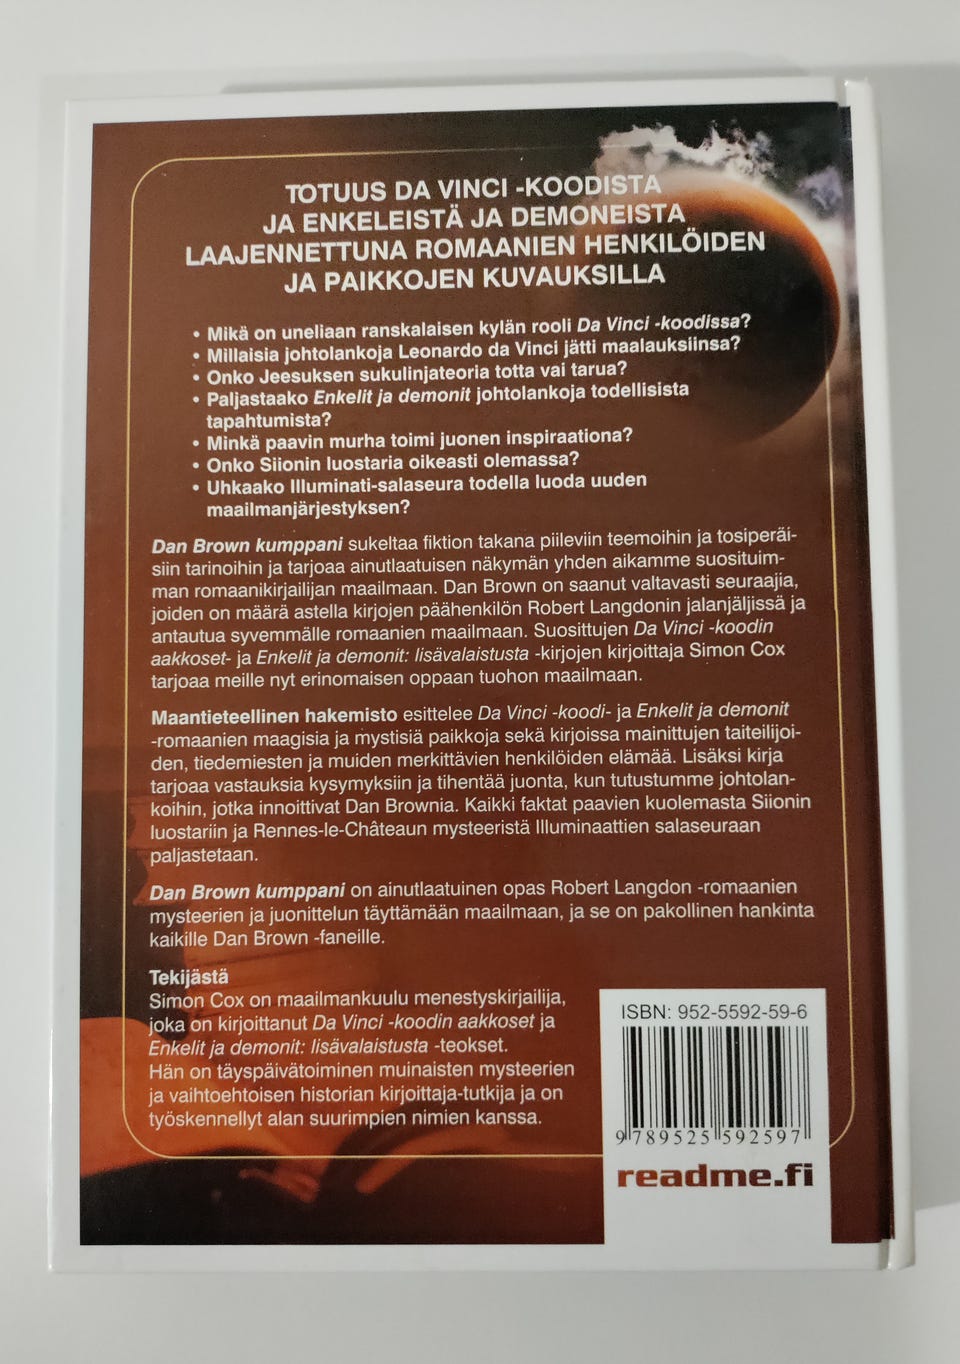 TOTUUS DA VINCI -KOODISTA
JA ENKELEISTÄ JA DEMONEISTA
LAAJENNETTUNA ROMAANIEN HENKILÖIDEN
JA PAIKKOJEN KUVAUKSILLA
• Mikä on uneliaan ranskalaisen kylän rooli Da Vinci -koodissa?
• Millaisia johtolankoja Leonardo da Vinci jätti maalauksiinsa?
• Onko Jeesuksen sukulinjateoria totta vai tarua?
• Paljastaako Enkelit ja demonit johtolankoja todellisista
tapahtumista?
• Minkä paavin murha toimi juonen inspiraationa?
• Onko Siionin luostaria oikeasti olemassa?
• Uhkaako Illuminati-salaseura todella luoda uuden
maailmanjärjestyksen?
Dan Brown kumppani sukeltaa fiktion takana piileviin teemoihin ja tosiperäi-
siin tarinoihin ja tarjoaa ainutlaatuisen näkymän yhden aikamme suosituim-
man romaanikirjailijan maailmaan. Dan Brown on saanut valtavasti seuraajia,
joiden on määrä astella kirjojen päähenkilön Robert Langdonin jalanjäljissä ja
antautua syvemmälle romaanien maailmaan. Suosittujen Da Vinci -koodin
aakkoset- ja Enkelit ja demonit: lisävalaistusta -kirjojen kirjoittaja Simon Cox
tarjoaa meille nyt erinomaisen oppaan tuohon maailmaan.
Maantieteellinen hakemisto esittelee Da Vinci -koodi- ja Enkelit ja demonit
-romaanien maagisia ja mystisiä paikkoja sekä kirjoissa mainittujen taiteilijoi-
den, tiedemiesten ja muiden merkittävien henkilöiden elämää. Lisäksi kirja
tarjoaa vastauksia kysymyksiin ja tihentää juonta, kun tutustumme johtolan-
koihin, jotka innoittivat Dan Brownia. Kaikki faktat paavien kuolemasta Siionin
luostariin ja Rennes-le-Châteaun mysteeristä Illuminaattien salaseuraan
paljastetaan.
Dan Brown kumppani on ainutlaatuinen opas Robert Langdon -romaanien
mysteerien ja juonittelun täyttämään maailmaan, ja se on pakollinen hankinta
kaikille Dan Brown -faneille.
Tekijästä
Simon Cox on maailmankuulu menestyskirjailija,
joka on kirjoittanut Da Vinci -koodin aakkoset ja
Enkelit ja demonit: lisävalaistusta -teokset.
Hän on täyspäivätoiminen muinaisten mysteerien
ja vaihtoehtoisen historian kirjoittaja-tutkija ja on
työskennellyt alan suurimpien nimien kanssa.
ISBN: 952-5592-59-6
9 789525 592597
readme.fi